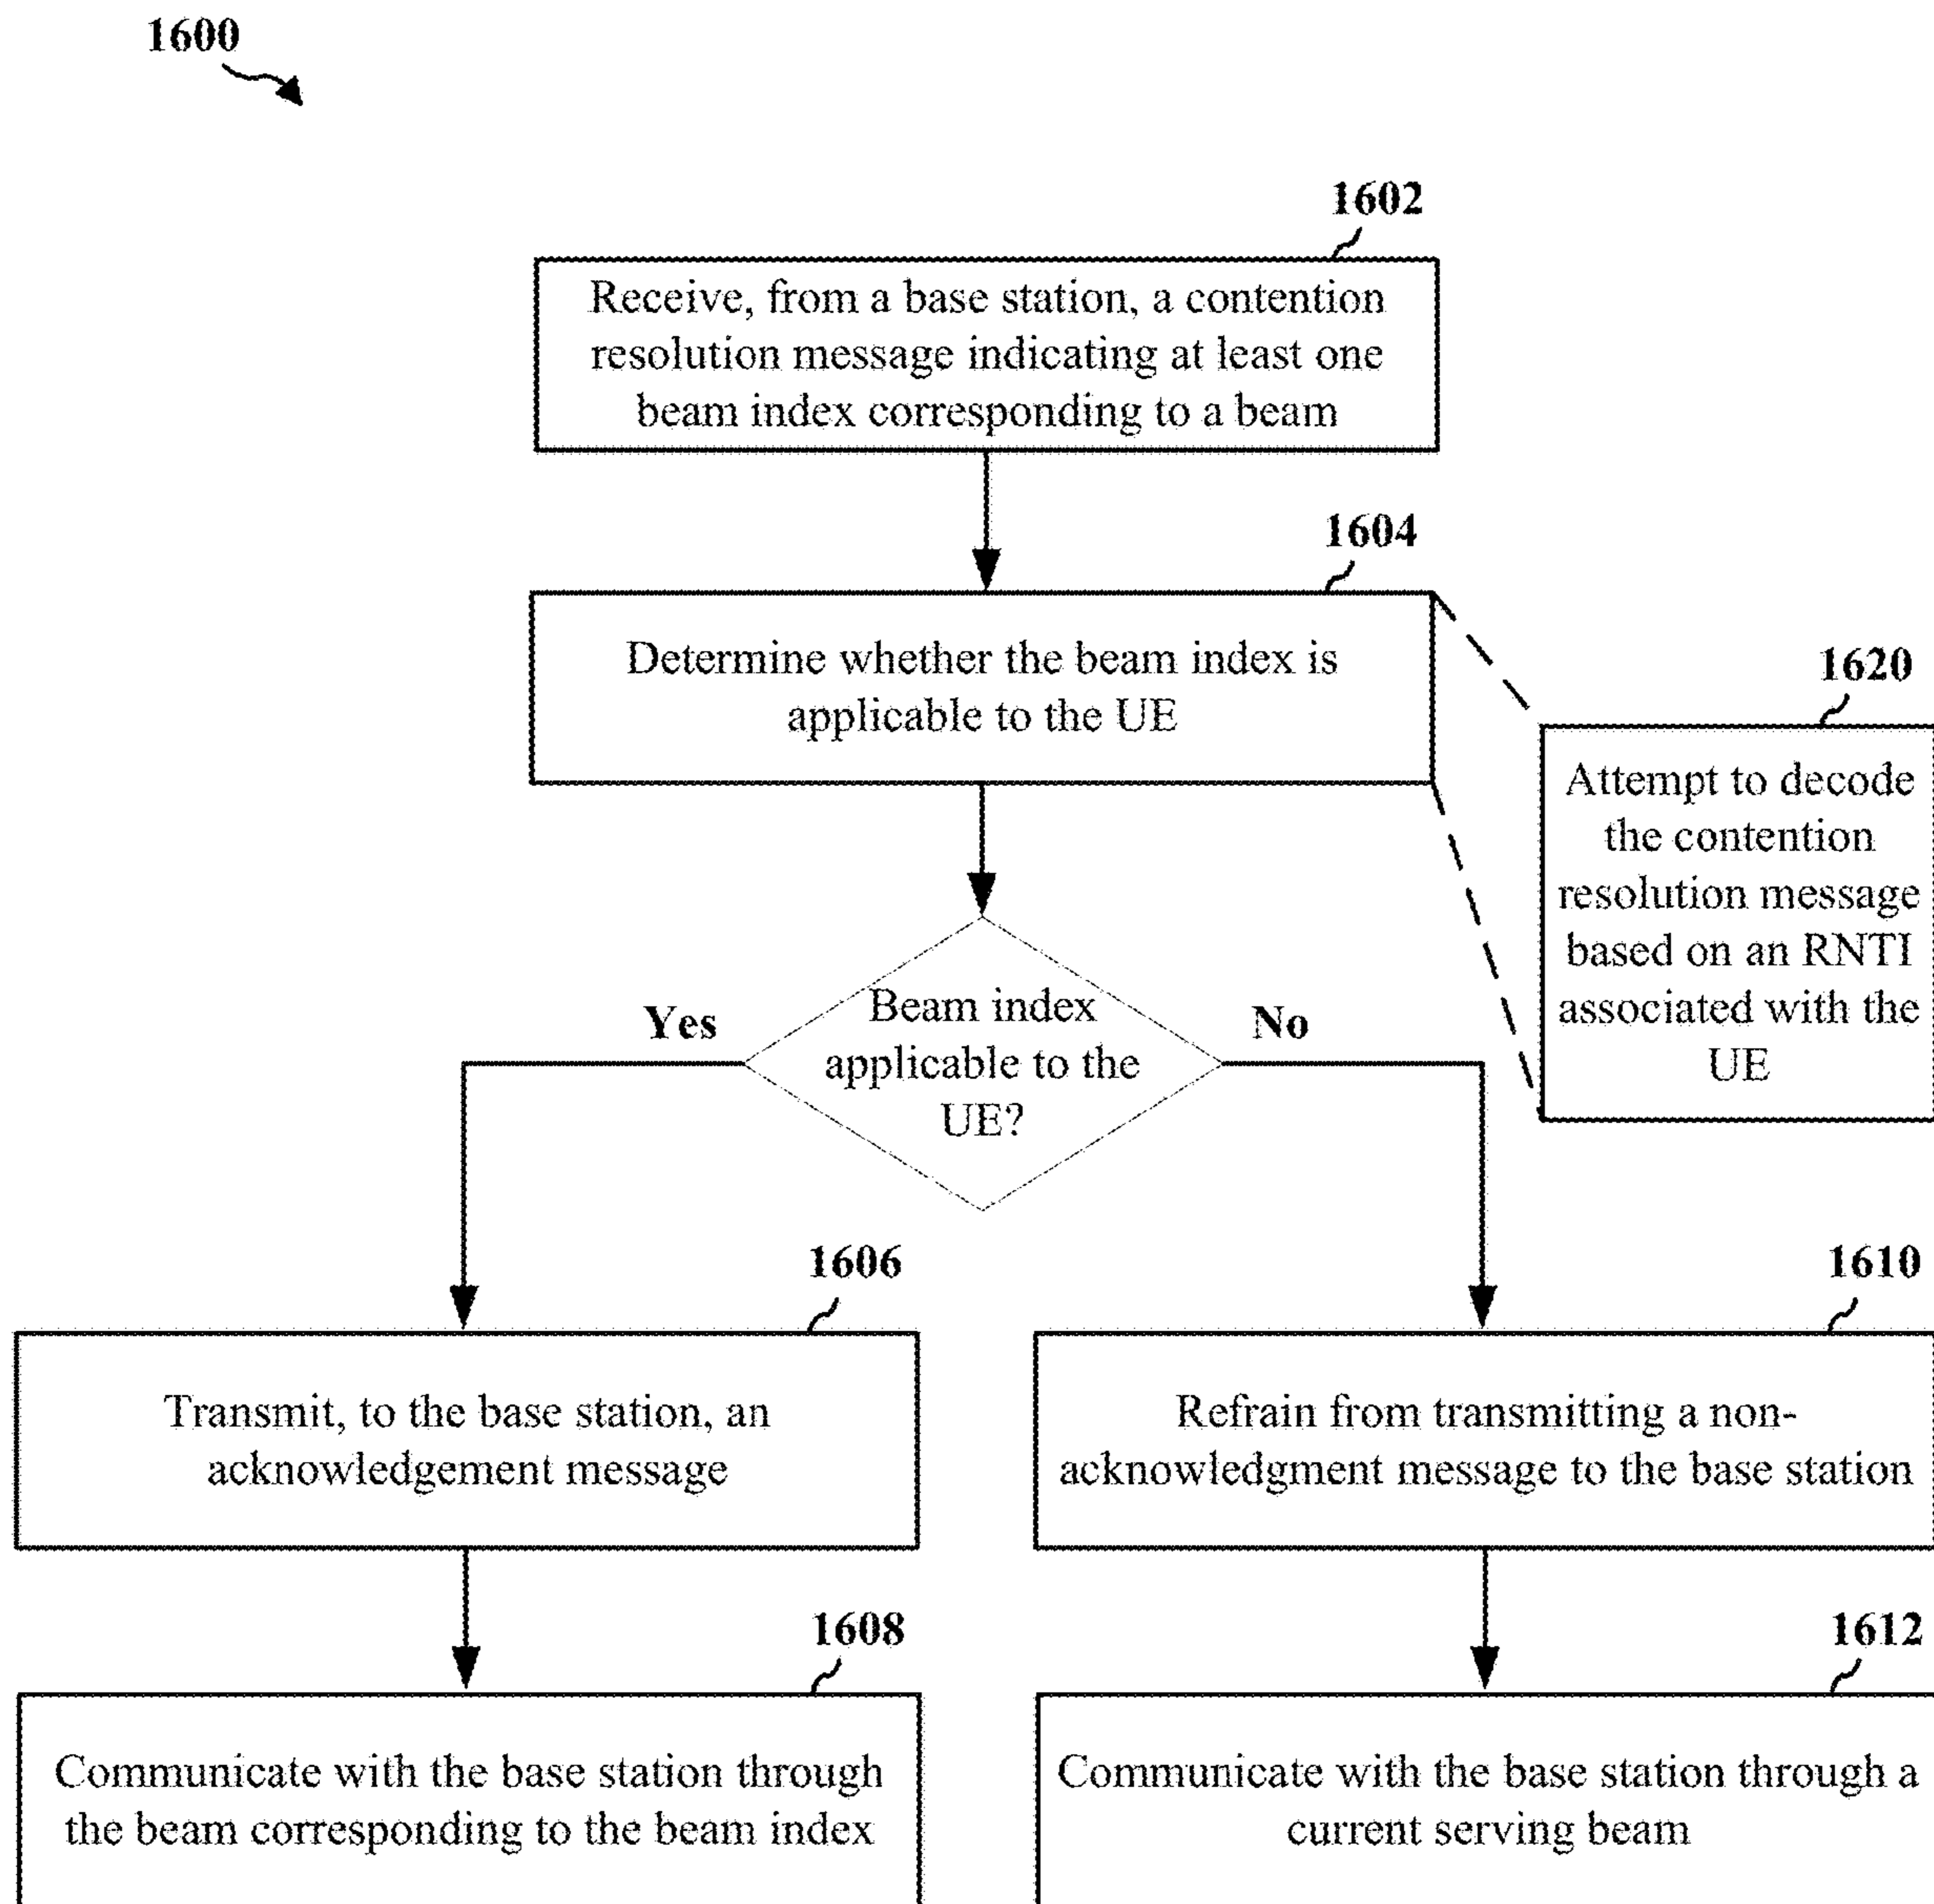 1600
1602
Receive, from a base station, a contention
resolution message indicating at least one
beam index corresponding to a beam
1604
Determine whether the beam index is
applicable to the UE
1620
Attempt to decode
the contention
resolution message
based on an RNTI
associated with the
UE
Beam index
applicable to the
UE?
Yes
No
1606
Transmit, to the base station, an
acknowledgement message
1610
Refrain from transmitting a non-
acknowledgment message to the base station
1608
Communicate with the base station through
the beam corresponding to the beam index
1612
Communicate with the base station through a
current serving beam